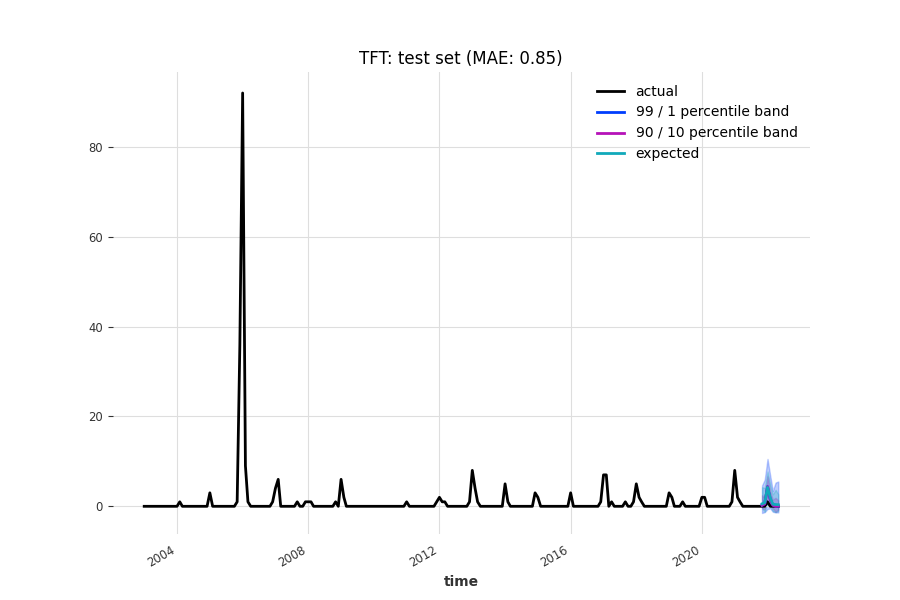 TFT: test set (MAE: 0.85)
actual
99 / 1 percentile band
90 / 10 percentile band
expected
80
60
40
20
0
2004
2008
2012
2016
2020
time